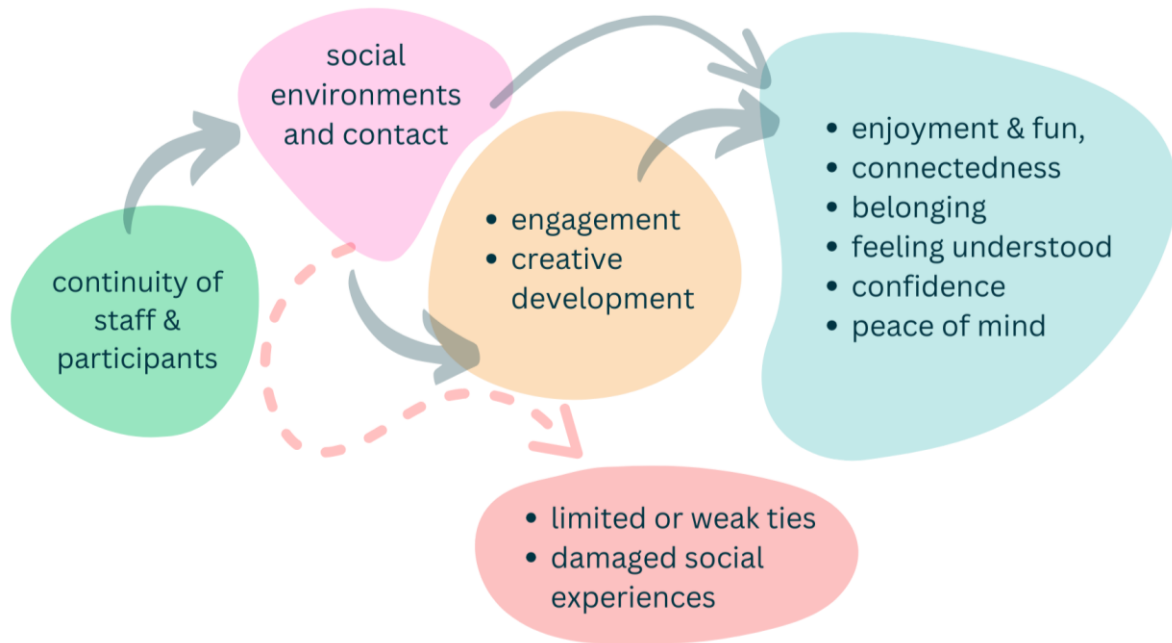 social
environments
and contact
continuity of
staff &
participants
• engagement
• creative
development
• enjoyment & fun,
• connectedness
• belonging
• feeling understood
• confidence
• peace of mind
• limited or weak ties
• damaged social
experiences